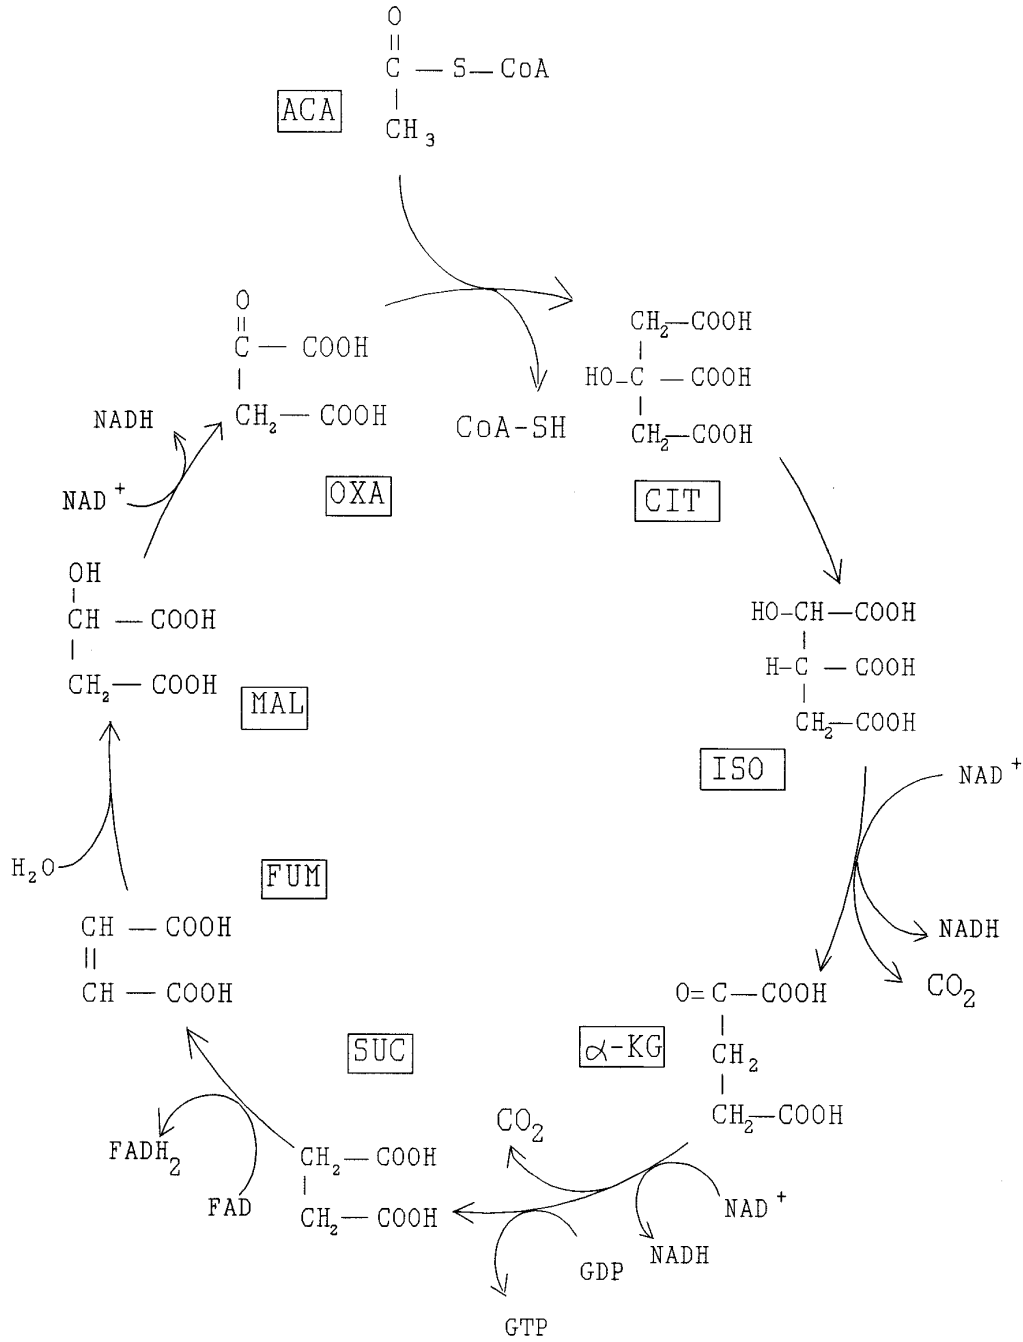 O
C — S — CoA
ACA
CH3
O
C — COOH
CH2 — COOH
OXA
CoA-SH
CH2—COOH
HO—C — COOH
CH2—COOH
CIT
NADH
NAD+
OH
CH — COOH
CH2 — COOH
MAL
HO—CH—COOH
H—C — COOH
CH2—COOH
ISO
NAD+
NADH
CO2
H2O
FUM
CH — COOH
CH — COOH
O=C—COOH
CH2
CH2—COOH
α-KG
SUC
CO2
FADH2
FAD
CH2 — COOH
CH2 — COOH
NAD+
NADH
GDP
GTP